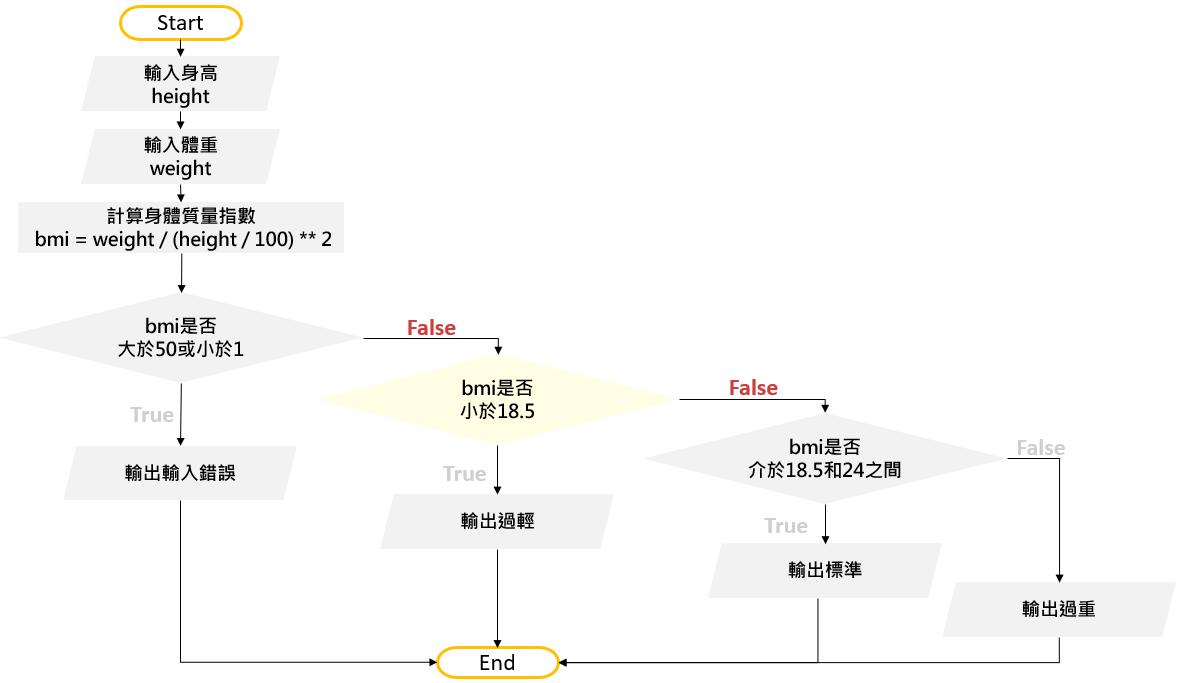 Start
輸入身高
height
輸入體重
weight
計算身體質量指數
bmi = weight / (height / 100) ** 2
bmi是否
大於50或小於1
False
True
輸出輸入錯誤
bmi是否
小於18.5
False
True
輸出過輕
bmi是否
介於18.5和24之間
False
True
輸出標準
輸出過重
End